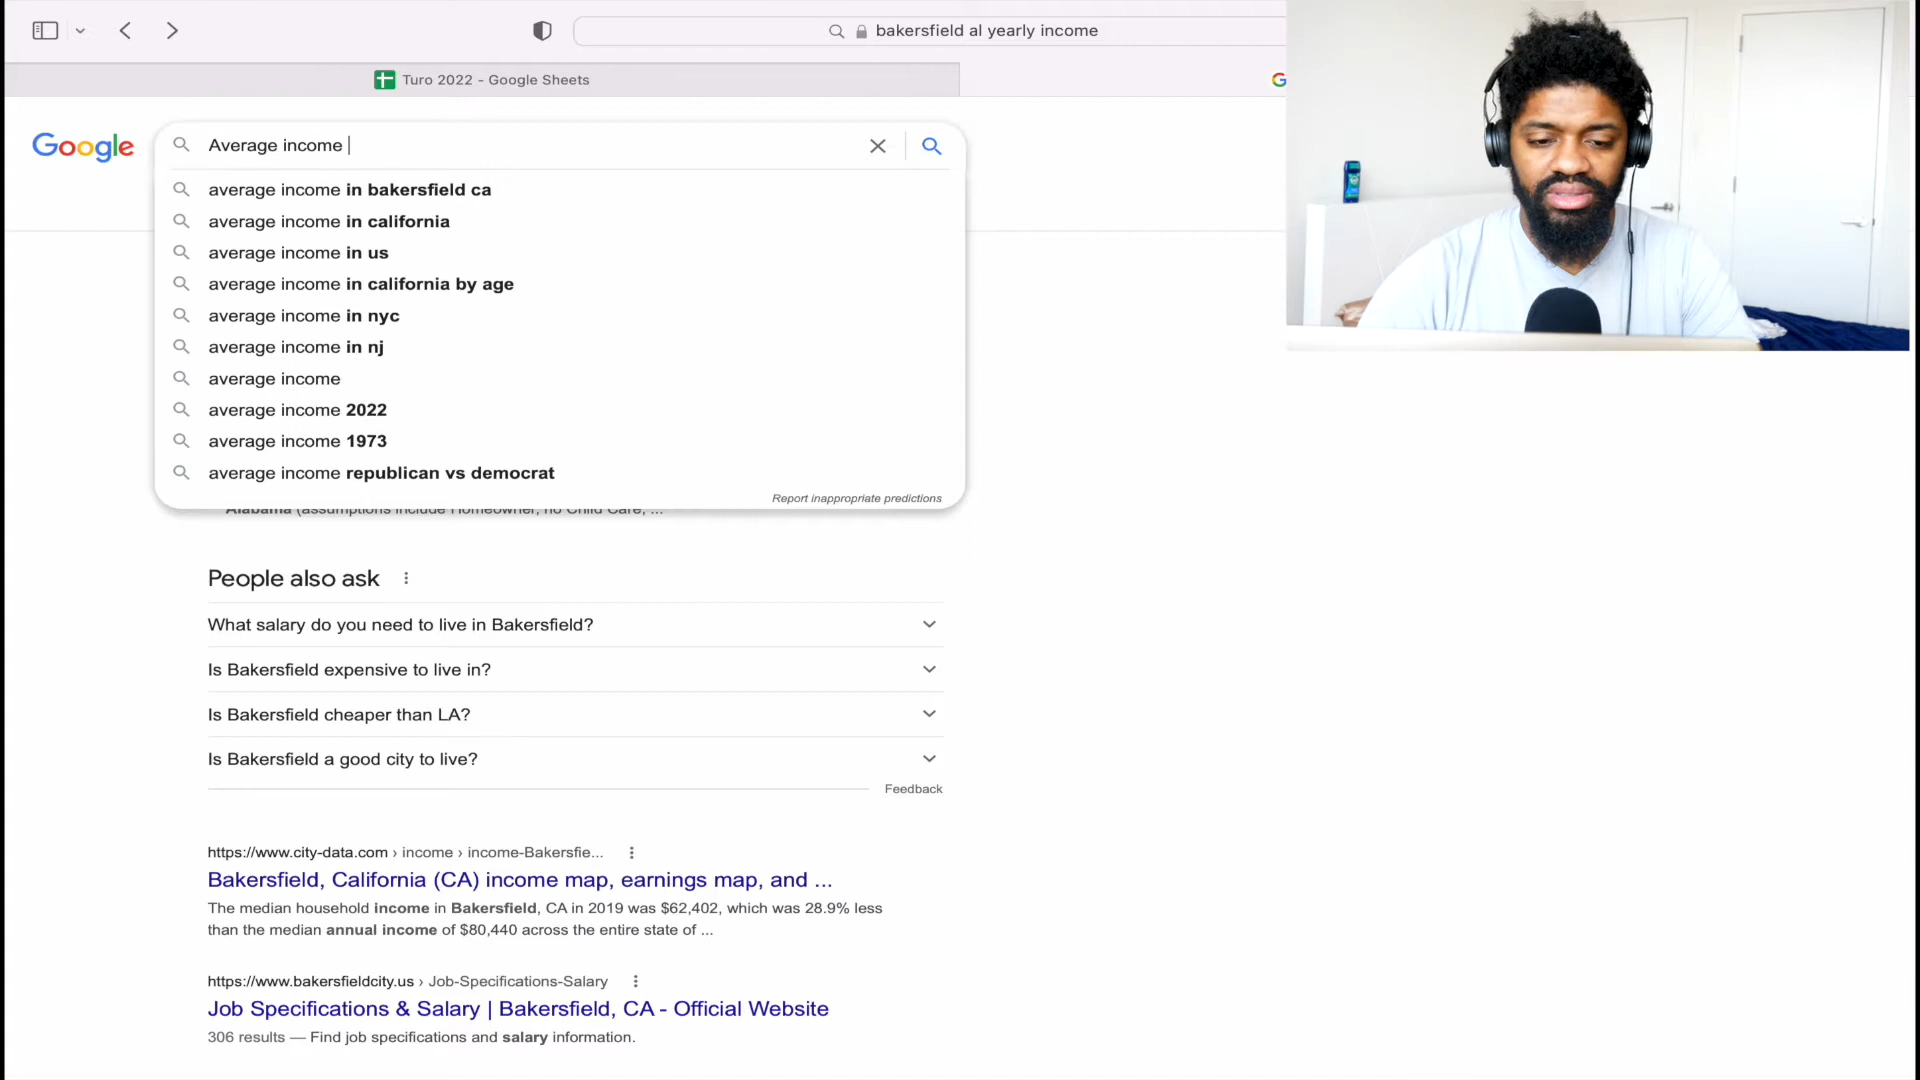 bakersfield al yearly income
Turo 2022 - Google Sheets
G
Google
Average income
average income in bakersfield ca
average income in california
average income in us
average income in california by age
average income in nyc
average income in nj
average income
average income 2022
average income 1973
average income republican vs democrat
Report inappropriate predictions
Alabama (assumptions include Homeowner, no Child Care, ...
People also ask
What salary do you need to live in Bakersfield?
Is Bakersfield expensive to live in?
Is Bakersfield cheaper than LA?
Is Bakersfield a good city to live?
Feedback
https://www.city-data.com › income › income-Bakersfie...
Bakersfield, California (CA) income map, earnings map, and ...
The median household income in Bakersfield, CA in 2019 was $62,402, which was 28.9% less
than the median annual income of $80,440 across the entire state of ...
https://www.bakersfieldcity.us › Job-Specifications-Salary
Job Specifications & Salary | Bakersfield, CA - Official Website
306 results — Find job specifications and salary information.